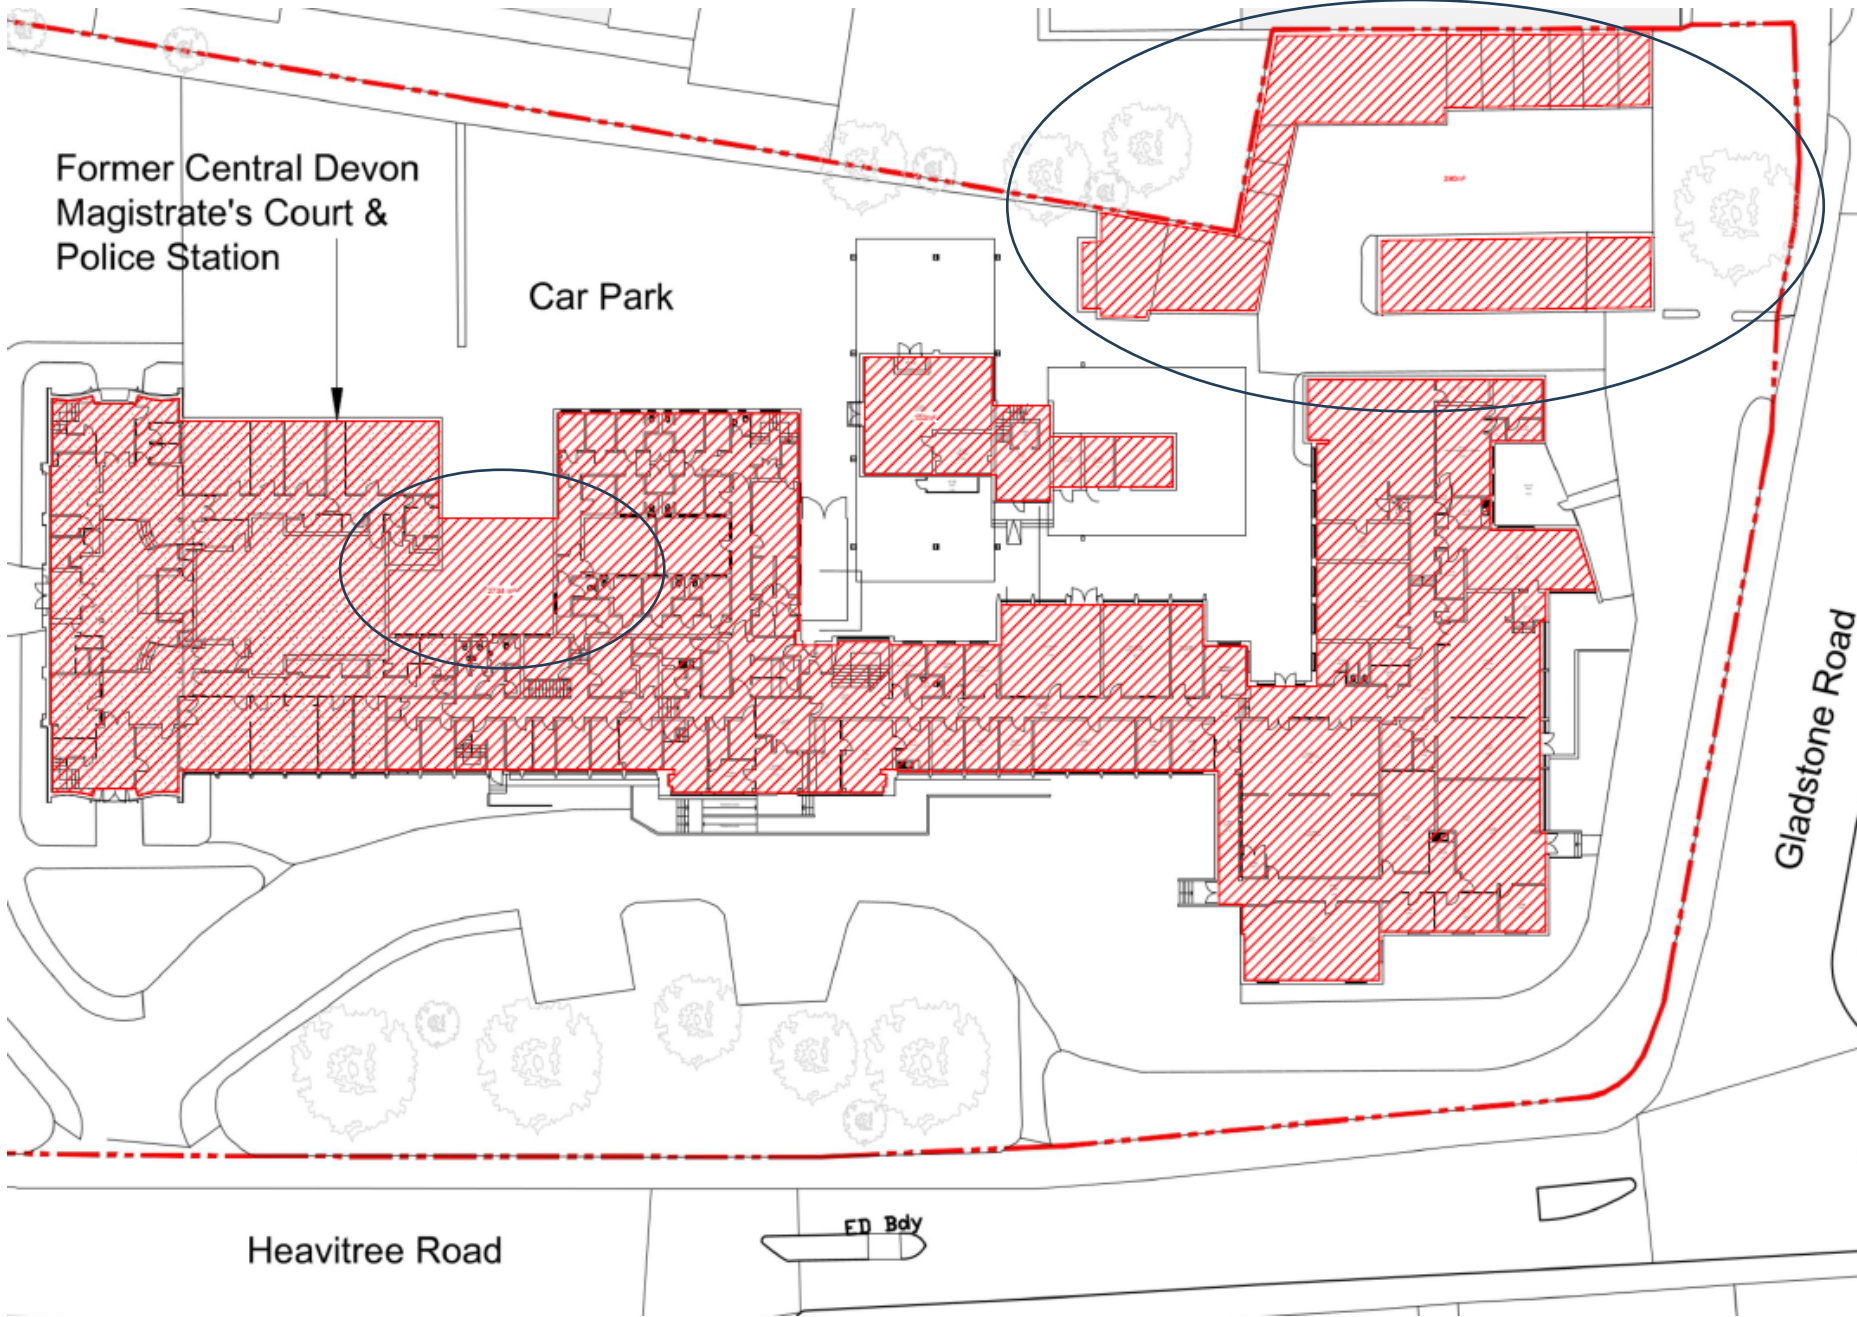 Former Central Devon
Magistrate's Court &
Police Station
Car Park
Gladstone Road
ED Bdy
Heavitree Road